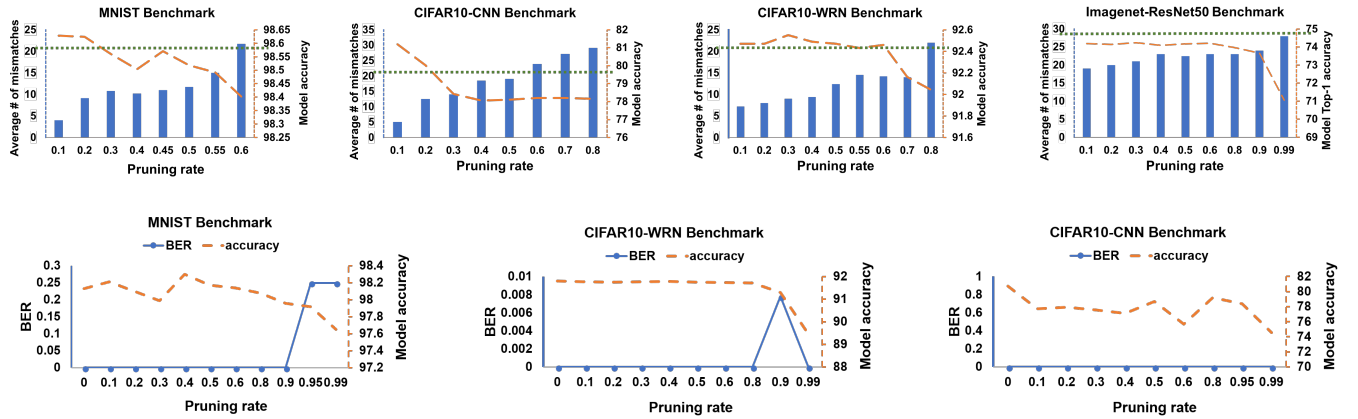 MNIST Benchmark
Average # of mismatches
25
20
15
10
5
0
98.65
98.6
98.55
98.5
98.45
98.4
98.35
98.3
98.25
Model accuracy
0.1 0.2 0.3 0.4 0.45 0.5 0.55 0.6
Pruning rate
CIFAR10-CNN Benchmark
Average # of mismatches
35
30
25
20
15
10
5
0
82
81
80
79
78
77
76
Model accuracy
0.1 0.2 0.3 0.4 0.5 0.6 0.7 0.8
Pruning rate
CIFAR10-WRN Benchmark
Average # of mismatches
25
20
15
10
5
0
92.6
92.4
92.2
92
91.8
91.6
Model accuracy
0.1 0.2 0.3 0.4 0.5 0.55 0.6 0.7 0.8
Pruning rate
Imagenet-ResNet50 Benchmark
Average # of mismatches
30
25
20
15
10
5
0
75
74
73
72
71
70
69
Model Top-1 accuracy
0.1 0.2 0.3 0.4 0.5 0.6 0.8 0.9 0.99
Pruning rate
MNIST Benchmark
BER accuracy
BER
0.3
0.25
0.2
0.15
0.1
0.05
0
98.4
98.2
98
97.8
97.6
97.4
97.2
Model accuracy
0 0.1 0.2 0.3 0.4 0.5 0.6 0.8 0.9 0.95 0.99
Pruning rate
CIFAR10-WRN Benchmark
BER accuracy
BER
0.01
0.008
0.006
0.004
0.002
0
92
91
90
89
88
Model accuracy
0 0.1 0.2 0.3 0.4 0.5 0.6 0.8 0.9 0.99
Pruning rate
CIFAR10-CNN Benchmark
BER accuracy
BER
1
0.8
0.6
0.4
0.2
0
82
80
78
76
74
72
70
Model accuracy
0 0.1 0.2 0.3 0.4 0.5 0.6 0.8 0.95 0.99
Pruning rate